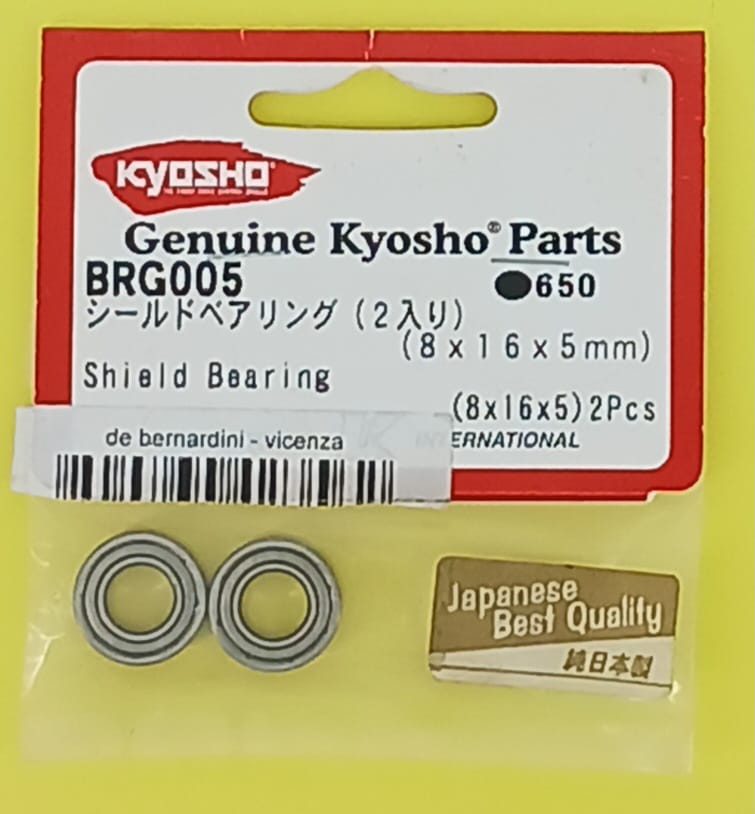 KYOSHO
Genuine Kyosho® Parts
BRG005 ●650
シールドベアリング (2入り)
(8x16x5mm)
Shield Bearing
(8x16x5)2Pcs
de bernardini - vicenza
ERNATIONAL
Japanese
Best Quality
純日本製